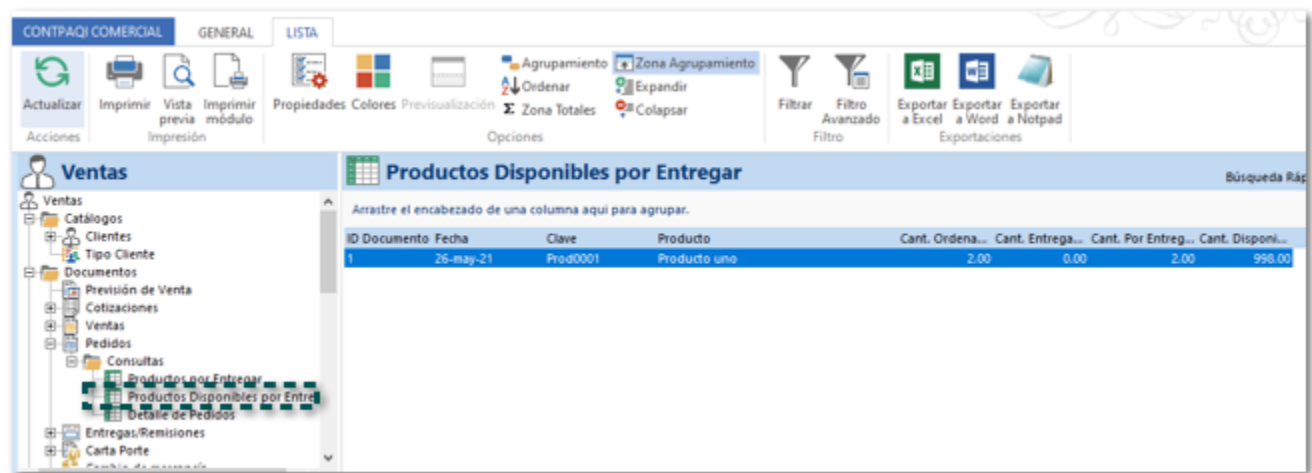 CONTPAQI COMERCIAL GENERAL LISTA
Actualizar
Imprimir
Vista previa
Imprimir módulo
Propiedades
Colores
Previsualización
Agrupamiento
Ordenar
Σ Zona Totales
Zona Agrupamiento
Expandir
Colapsar
Filtrar
Filtro Avanzado
Exportar a Excel
Exportar a Word
Exportar a Notpad
Acciones Impresión Opciones Filtro Exportaciones
Ventas
Productos Disponibles por Entregar
Búsqueda Ráp
Ventas
Catálogos
Clientes
Tipo Cliente
Documentos
Previsión de Venta
Cotizaciones
Ventas
Pedidos
Consultas
Productos por Entregar
Productos Disponibles por Entre
Detalle de Pedidos
Entregas/Remisiones
Carta Porte
Cambio de mercancía
Arrastre el encabezado de una columna aqui para agrupar.
ID Documento Fecha Clave Producto Cant. Ordena... Cant. Entrega... Cant. Por Entreg... Cant. Disponi...
1 26-may-21 Prod0001 Producto uno 2.00 0.00 2.00 998.00